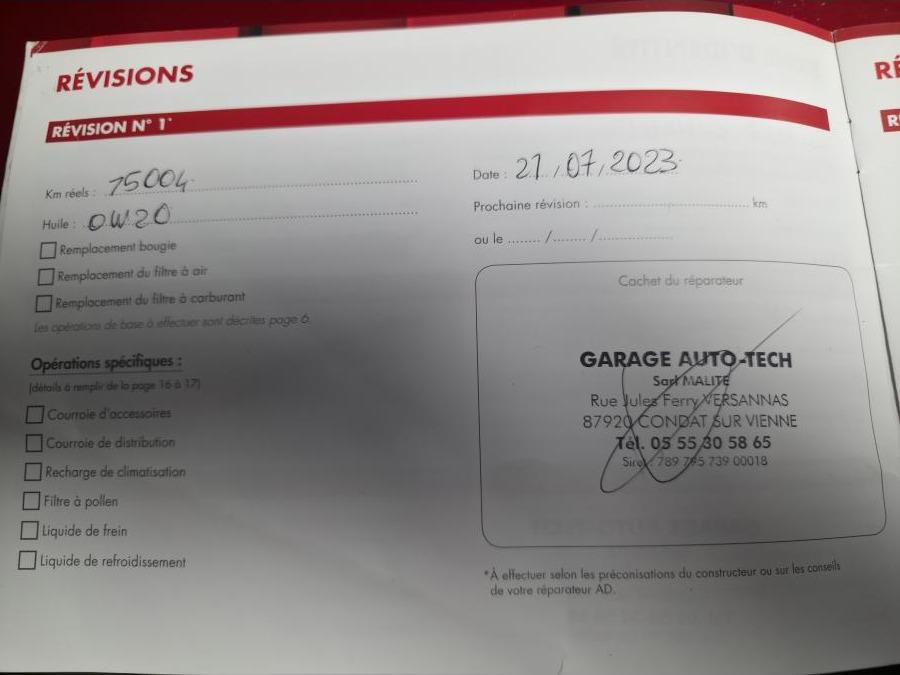 RÉVISIONS
RÉVISION N° 1*
Km réels : 75004
Huile : 0W20
Remplacement bougie
Remplacement du filtre à air
Remplacement du filtre à carburant
Les opérations de base à effectuer sont décrites page 6.
Opérations spécifiques :
(détails à remplir de la page 16 à 17)
Courroie d'accessoires
Courroie de distribution
Recharge de climatisation
Filtre à pollen
Liquide de frein
Liquide de refroidissement
Date : 21/07/2023
Prochaine révision : ........................................ km
ou le ........ /........ /...................
Cachet du réparateur
GARAGE AUTO-TECH
Sarl MALITE
Rue Jules Ferry VERSANNAS
87920 CONDAT SUR VIENNE
Tél. 05 55 30 58 65
Siret : 789 795 739 00018
*À effectuer selon les préconisations du constructeur ou sur les conseils
de votre réparateur AD.
RÉ
R